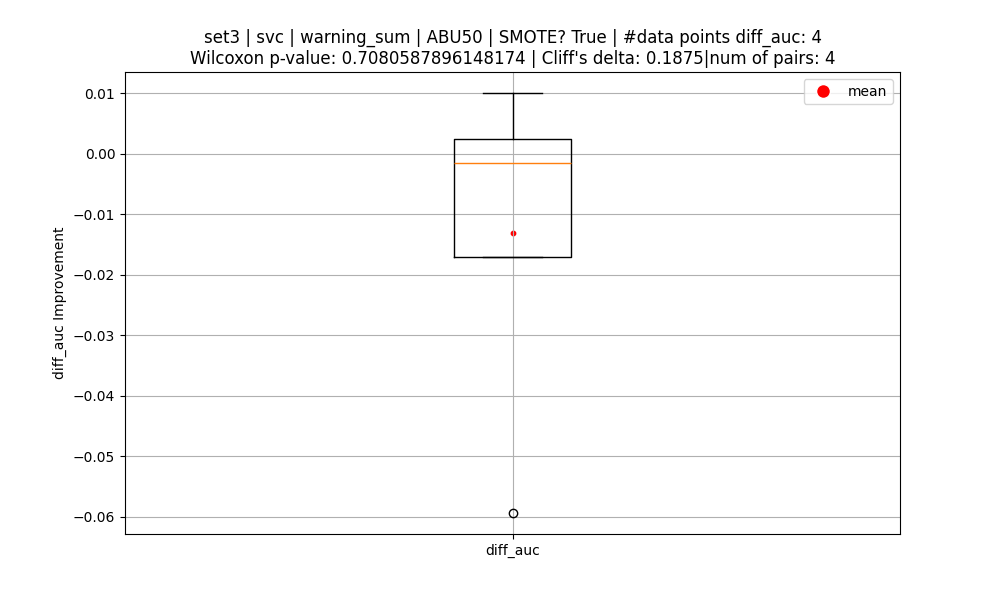 set3 | svc | warning_sum | ABU50 | SMOTE? True | #data points diff_auc: 4
Wilcoxon p-value: 0.7080587896148174 | Cliff's delta: 0.1875|num of pairs: 4
mean
0.01
0.00
−0.01
−0.02
−0.03
−0.04
−0.05
−0.06
diff_auc Improvement
diff_auc